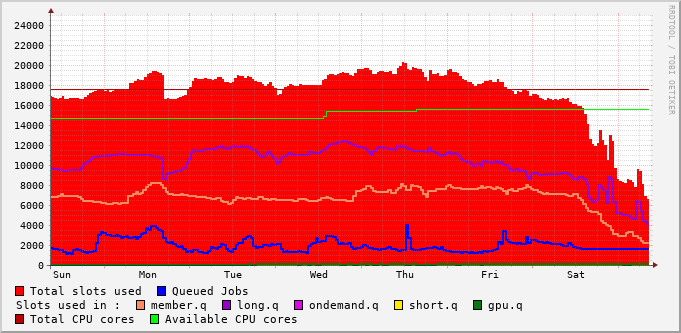 RRDTOOL / TOBI OETIKER
24000
22000
20000
18000
16000
14000
12000
10000
8000
6000
4000
2000
0
Sun Mon Tue Wed Thu Fri Sat
Total slots used Queued Jobs
Slots used in : member.q long.q ondemand.q short.q gpu.q
Total CPU cores Available CPU cores